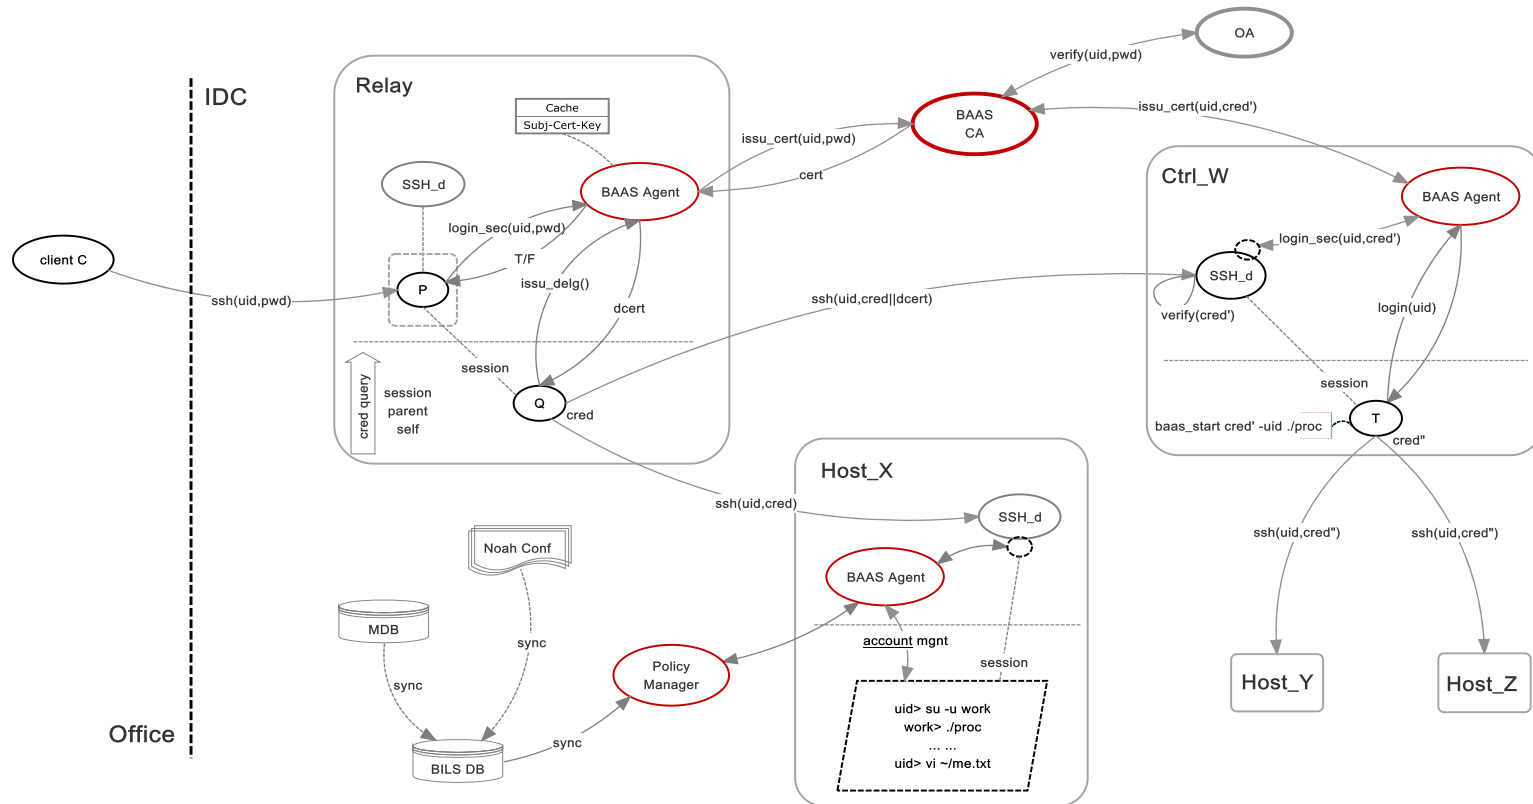 OA
verify(uid,pwd)
IDC
Relay
Cache
Subj-Cert-Key
BAAS
CA
issu_cert(uid,cred')
issu_cert(uid,pwd)
cert
SSH_d
BAAS Agent
login_sec(uid,pwd)
T/F
issu_delg()
dcert
client C
ssh(uid,pwd)
P
session
Q
cred
cred query
session
parent
self
ssh(uid,cred||dcert)
Ctrl_W
BAAS Agent
login_sec(uid,cred')
SSH_d
verify(cred')
login(uid)
session
T
baas_start cred' -uid ./proc
cred"
ssh(uid,cred")
ssh(uid,cred")
Host_Y
Host_Z
ssh(uid,cred)
Host_X
SSH_d
BAAS Agent
account mgnt
session
uid> su -u work
work> ./proc
... ...
uid> vi ~/me.txt
Noah Conf
MDB
sync
sync
Policy
Manager
sync
BILS DB
Office